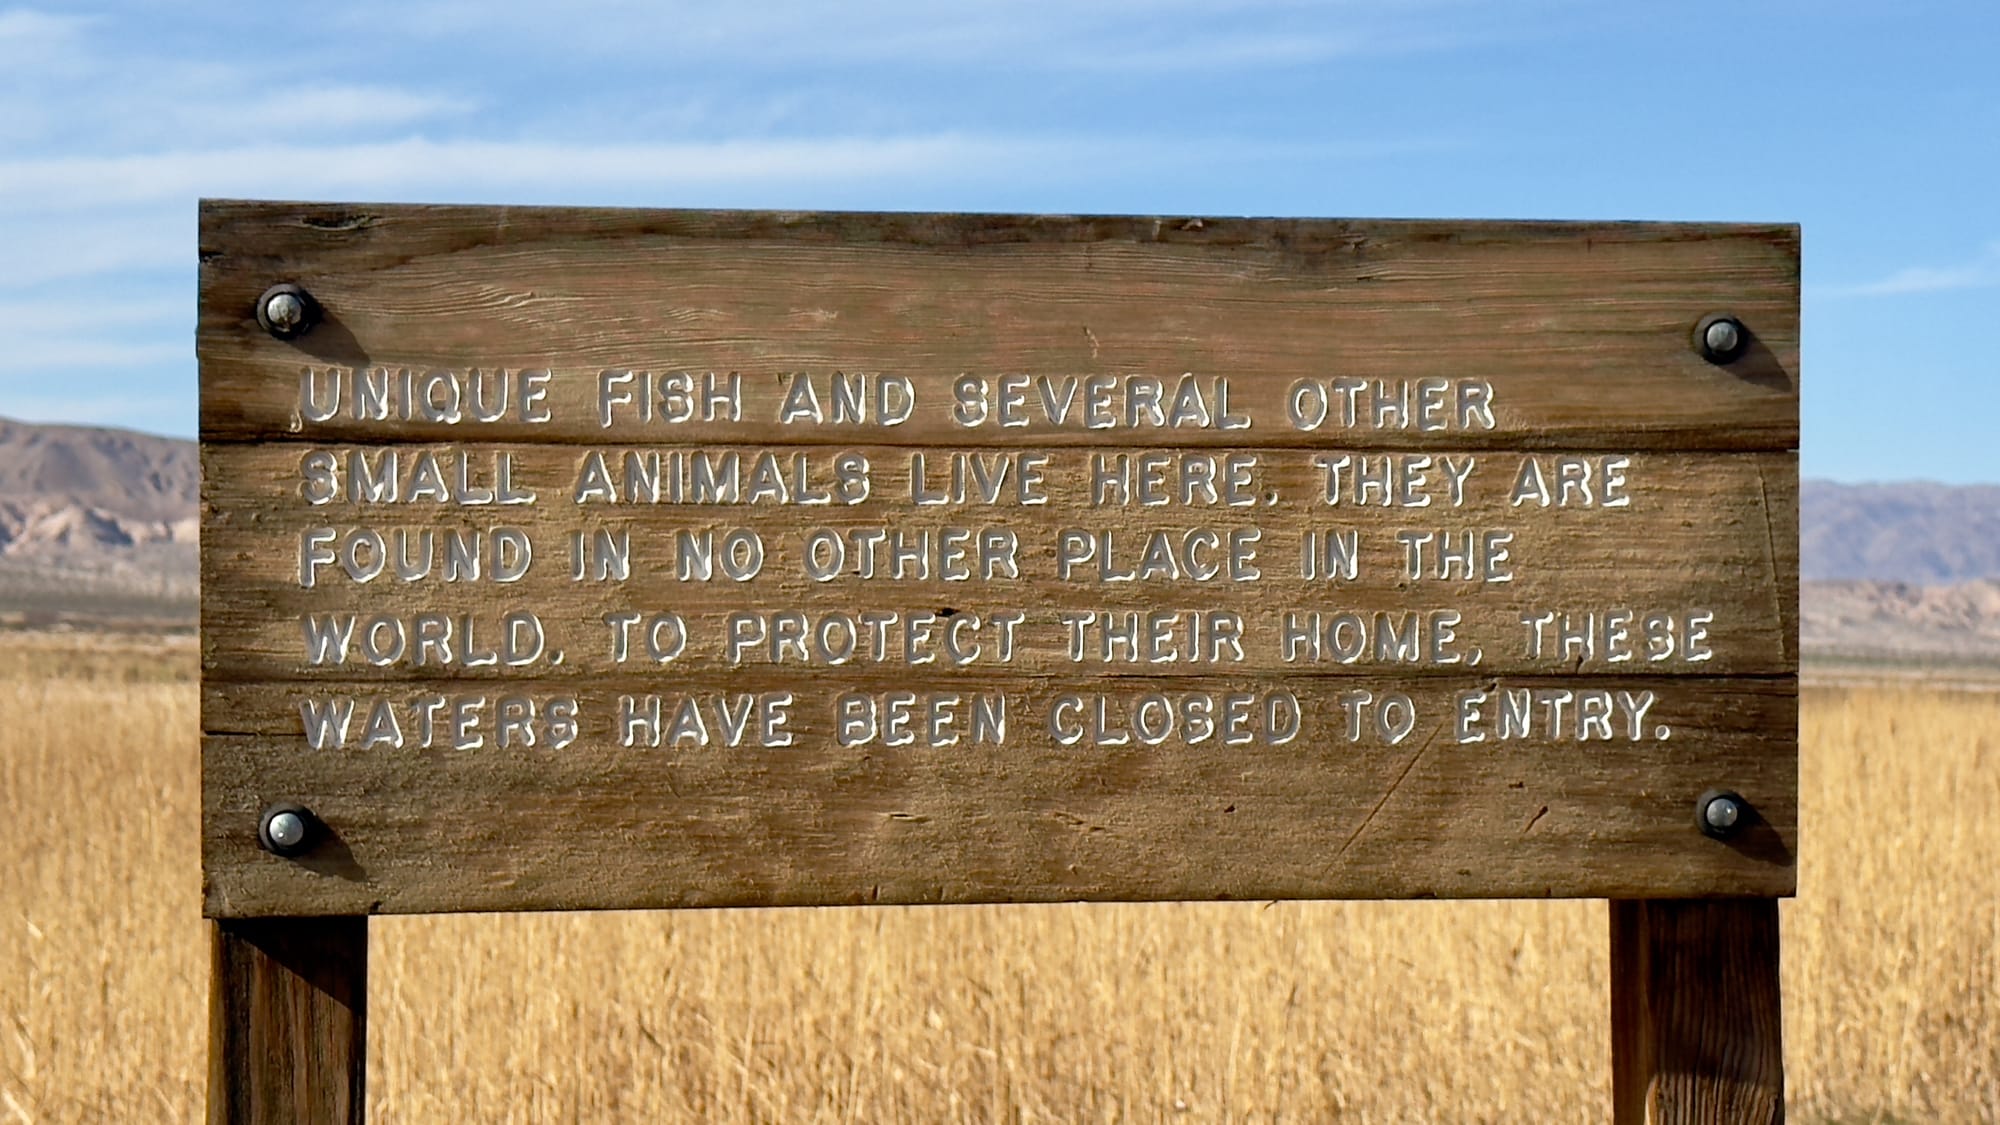 UNIQUE FISH AND SEVERAL OTHER
SMALL ANIMALS LIVE HERE. THEY ARE
FOUND IN NO OTHER PLACE IN THE
WORLD. TO PROTECT THEIR HOME, THESE
WATERS HAVE BEEN CLOSED TO ENTRY.